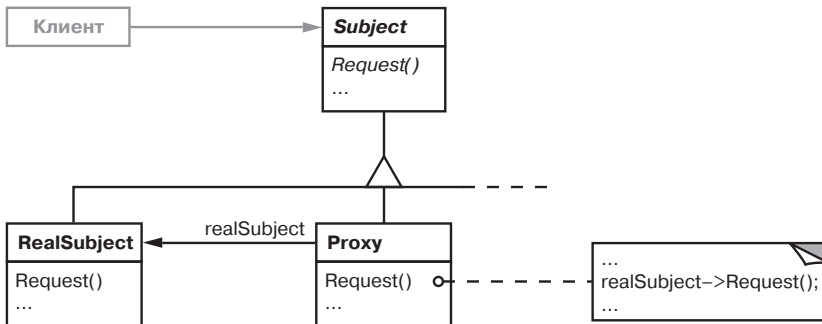 Клиент
Subject
Request()
...
realSubject
RealSubject
Request()
...
Proxy
Request()
...
...
realSubject–>Request();
...